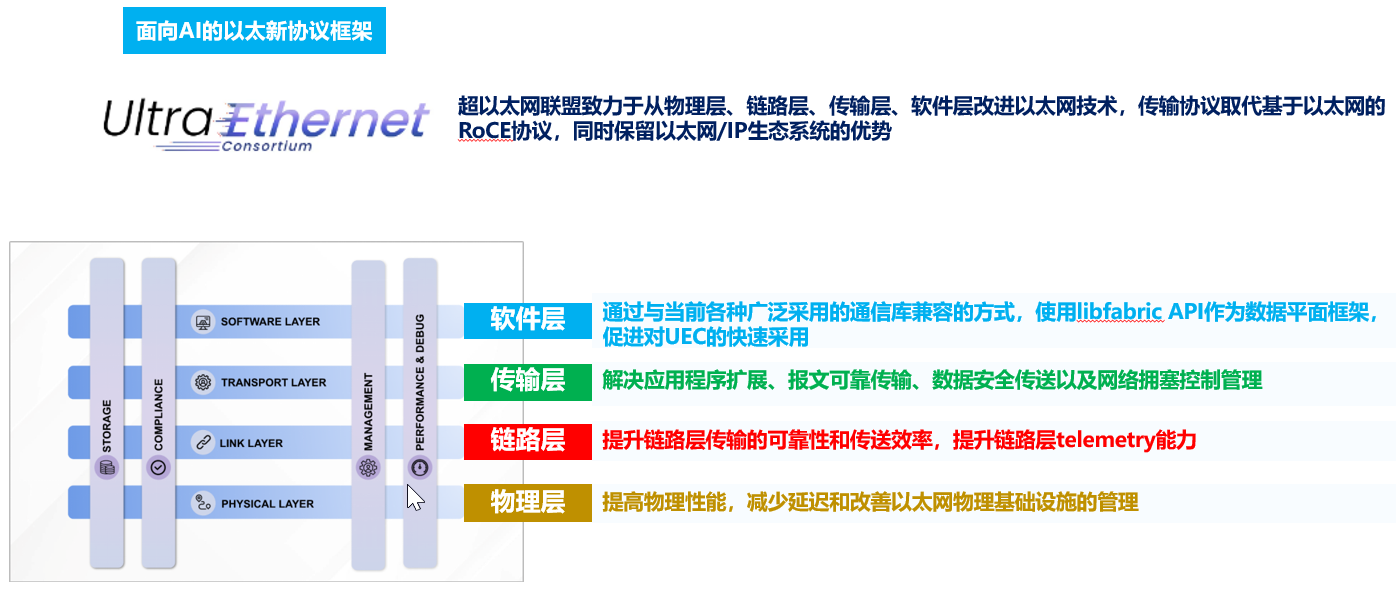 面向AI的以太新协议框架
Ultra Ethernet
Consortium
超以太网联盟致力于从物理层、链路层、传输层、软件层改进以太网技术，传输协议取代基于以太网的
RoCE协议，同时保留以太网/IP生态系统的优势
STORAGE
COMPLIANCE
MANAGEMENT
PERFORMANCE & DEBUG
SOFTWARE LAYER
软件层
通过与当前各种广泛采用的通信库兼容的方式，使用libfabric API作为数据平面框架，
促进对UEC的快速采用
TRANSPORT LAYER
传输层
解决应用程序扩展、报文可靠传输、数据安全传送以及网络拥塞控制管理
LINK LAYER
链路层
提升链路层传输的可靠性和传送效率，提升链路层telemetry能力
PHYSICAL LAYER
物理层
提高物理性能，减少延迟和改善以太网物理基础设施的管理